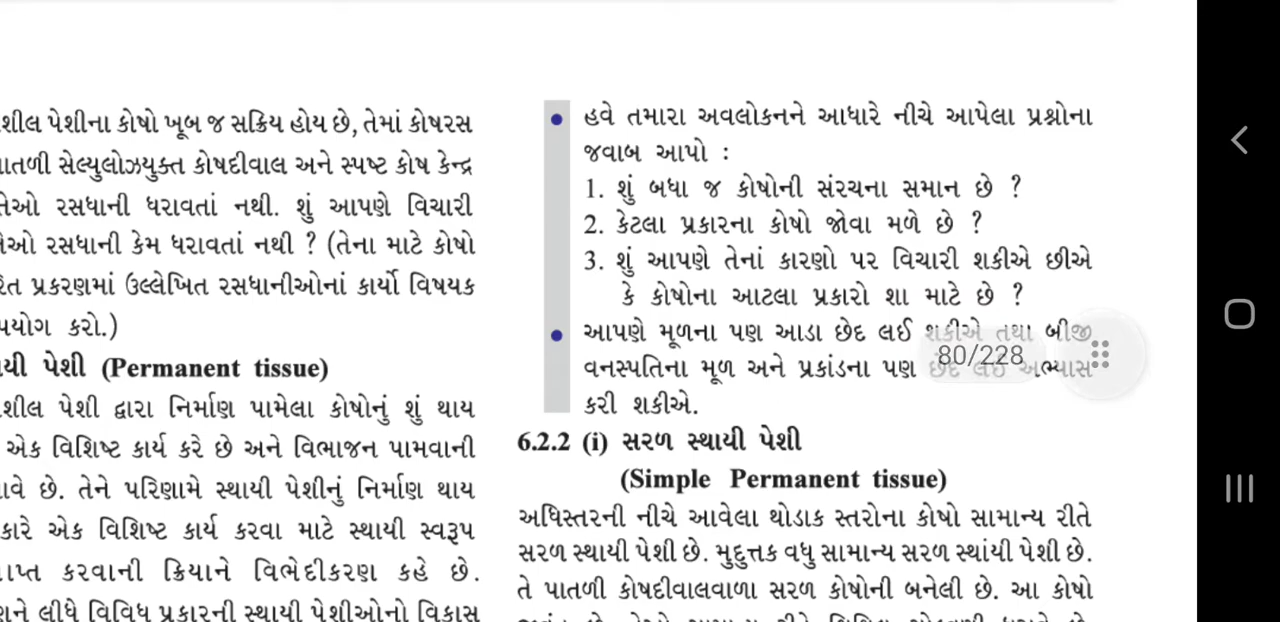 શીલ પેશીના કોષો ખૂબ જ સક્રિય હોય છે, તેમાં કોષરસ
પાતળી સેલ્યુલોઝયુક્ત કોષદીવાલ અને સ્પષ્ટ કોષ કેન્દ્ર
તેઓ રસધાની ધરાવતાં નથી. શું આપણે વિચારી
રસધાની કેમ ધરાવતાં નથી ? (તેના માટે કોષો
પ્રકરણમાં ઉલ્લેખિત રસધાનીઓનાં કાર્યો વિષયક
કરો.)
પેશી (Permanent tissue)
શીલ પેશી દ્વારા નિર્માણ પામેલા કોષોનું શું થાય
એક વિશિષ્ટ કાર્ય કરે છે અને વિભાજન પામવાની
છે. તેને પરિણામે સ્થાયી પેશીનું નિર્માણ થાય
એક વિશિષ્ટ કાર્ય કરવા માટે સ્થાયી સ્વરૂપ
કરવાની ક્રિયાને વિભેદીકરણ કહે છે.
લીધે વિવિધ પ્રકારની સ્થાયી પેશીઓનો વિકાસ
• હવે તમારા અવલોકનને આધારે નીચે આપેલા પ્રશ્નોના
જવાબ આપો :
1. શું બધા જ કોષોની સંરચના સમાન છે ?
2. કેટલા પ્રકારના કોષો જોવા મળે છે ?
3. શું આપણે તેનાં કારણો પર વિચારી શકીએ છીએ
કે કોષોના આટલા પ્રકારો શા માટે છે ?
• આપણે મૂળના પણ આડા છેદ લઈ શકીએ તથા બીજી
વનસ્પતિના મૂળ અને પ્રકાંડના પણ છેદ લઈ અભ્યાસ
કરી શકીએ.
80/228
6.2.2 (i) સરળ સ્થાયી પેશી
(Simple Permanent tissue)
અધિસ્તરની નીચે આવેલા થોડાક સ્તરોના કોષો સામાન્ય રીતે
સરળ સ્થાયી પેશી છે. મુદુત્તક વધુ સામાન્ય સરળ સ્થાંયી પેશી છે.
તે પાતળી કોષદીવાલવાળા સરળ કોષોની બનેલી છે. આ કોષો